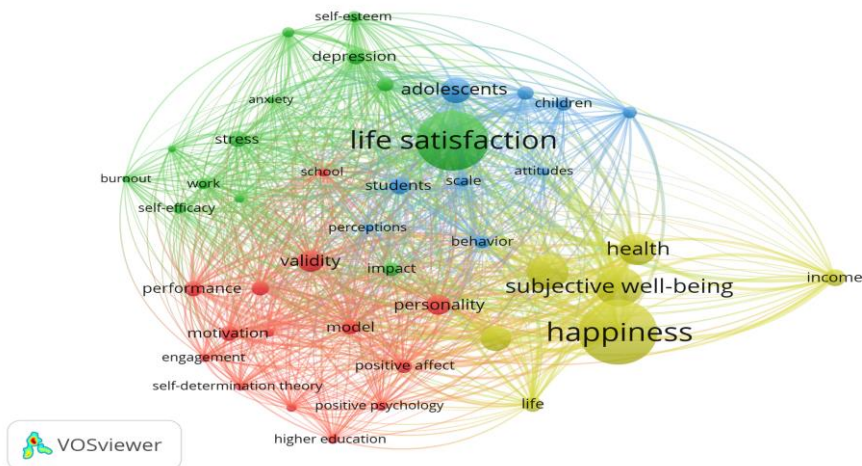 self-esteem
depression
adolescents
anxiety
children
life satisfaction
stress
school
attitudes
burnout
work
students
scale
self-efficacy
perceptions
behavior
health
validity
impact
income
performance
subjective well-being
personality
motivation
model
happiness
engagement
positive affect
self-determination theory
positive psychology
life
higher education
VOSviewer